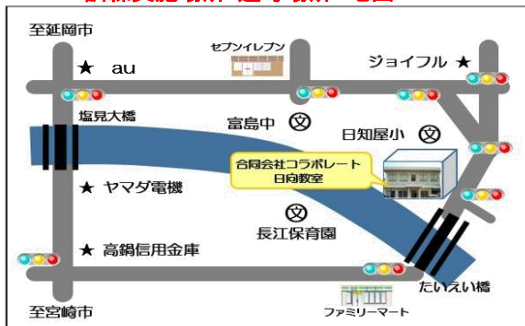 至延岡市
セブンイレブン
ジョイフル ★
★ au
塩見大橋
富島中 文
日知屋小 文
合同会社コラボレート
日向教室
★ ヤマダ電機
文
長江保育園
★ 高鍋信用金庫
たいえい橋
至宮崎市
ファミリーマート